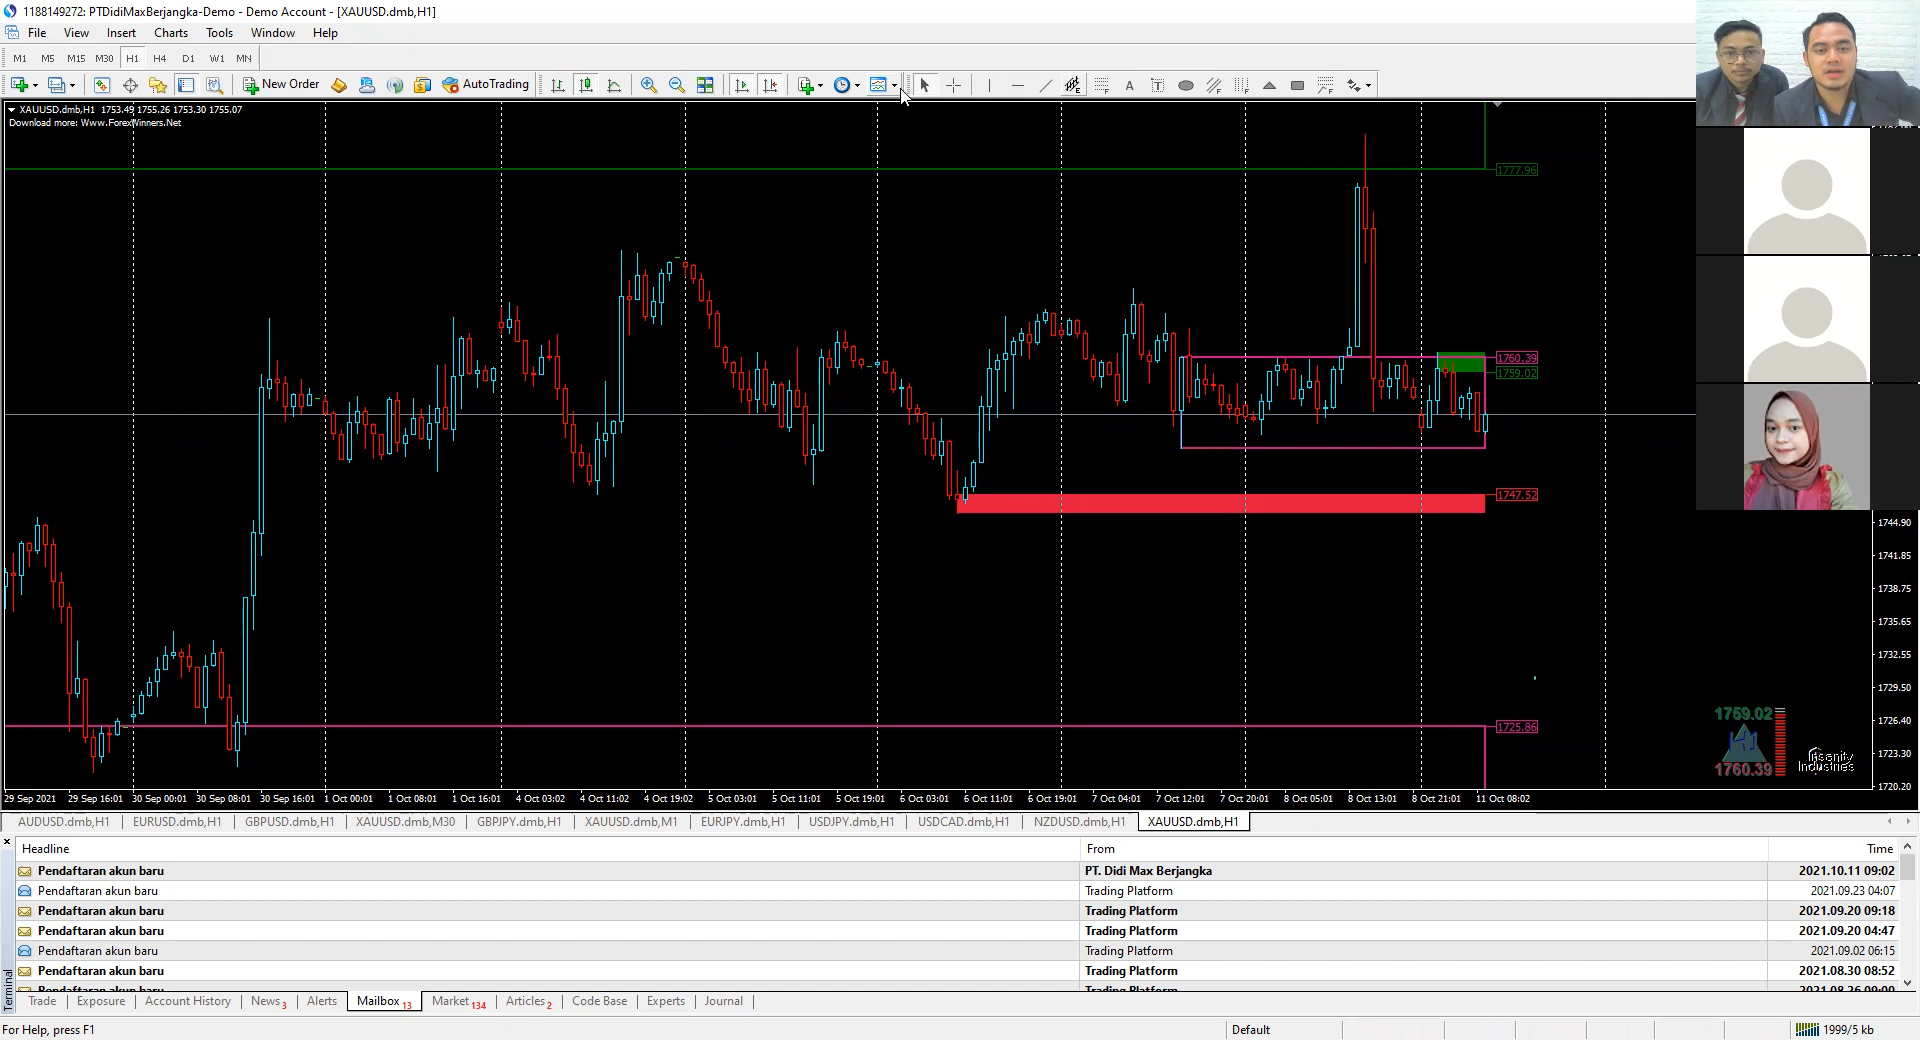 1188149272: PTDidiMaxBerjangka-Demo - Demo Account - [XAUUSD.dmb,H1]
File View Insert Charts Tools Window Help
M1 M5 M15 M30 H1 H4 D1 W1 MN
New Order AutoTrading A T
XAUUSD.dmb,H1 1753.49 1755.26 1753.30 1755.07
Download more: Www.ForexWinners.Net
1777.96
1760.39
1759.02
1747.52
1744.90
1741.85
1738.75
1735.65
1732.55
1729.50
1726.40
1725.86
1723.30
1720.20
1759.02
H1
1760.39
Insanity
Industries
29 Sep 2021 29 Sep 16:01 30 Sep 00:01 30 Sep 08:01 30 Sep 16:01 1 Oct 00:01 1 Oct 08:01 1 Oct 16:01 4 Oct 03:02 4 Oct 11:02 4 Oct 19:02 5 Oct 03:01 5 Oct 11:01 5 Oct 19:01 6 Oct 03:01 6 Oct 11:01 6 Oct 19:01 7 Oct 04:01 7 Oct 12:01 7 Oct 20:01 8 Oct 05:01 8 Oct 13:01 8 Oct 21:01 11 Oct 08:02
AUDUSD.dmb,H1 EURUSD.dmb,H1 GBPUSD.dmb,H1 XAUUSD.dmb,M30 GBPJPY.dmb,H1 XAUUSD.dmb,M1 EURJPY.dmb,H1 USDJPY.dmb,H1 USDCAD.dmb,H1 NZDUSD.dmb,H1 XAUUSD.dmb,H1
Headline From Time
Pendaftaran akun baru PT. Didi Max Berjangka 2021.10.11 09:02
Pendaftaran akun baru Trading Platform 2021.09.23 04:07
Pendaftaran akun baru Trading Platform 2021.09.20 09:18
Pendaftaran akun baru Trading Platform 2021.09.20 04:47
Pendaftaran akun baru Trading Platform 2021.09.02 06:15
Pendaftaran akun baru Trading Platform 2021.08.30 08:52
Pendaftaran akun baru Trading Platform 2021.08.26 09:00
Terminal
Trade Exposure Account History News 3 Alerts Mailbox 13 Market 134 Articles 2 Code Base Experts Journal
For Help, press F1 Default 1999/5 kb